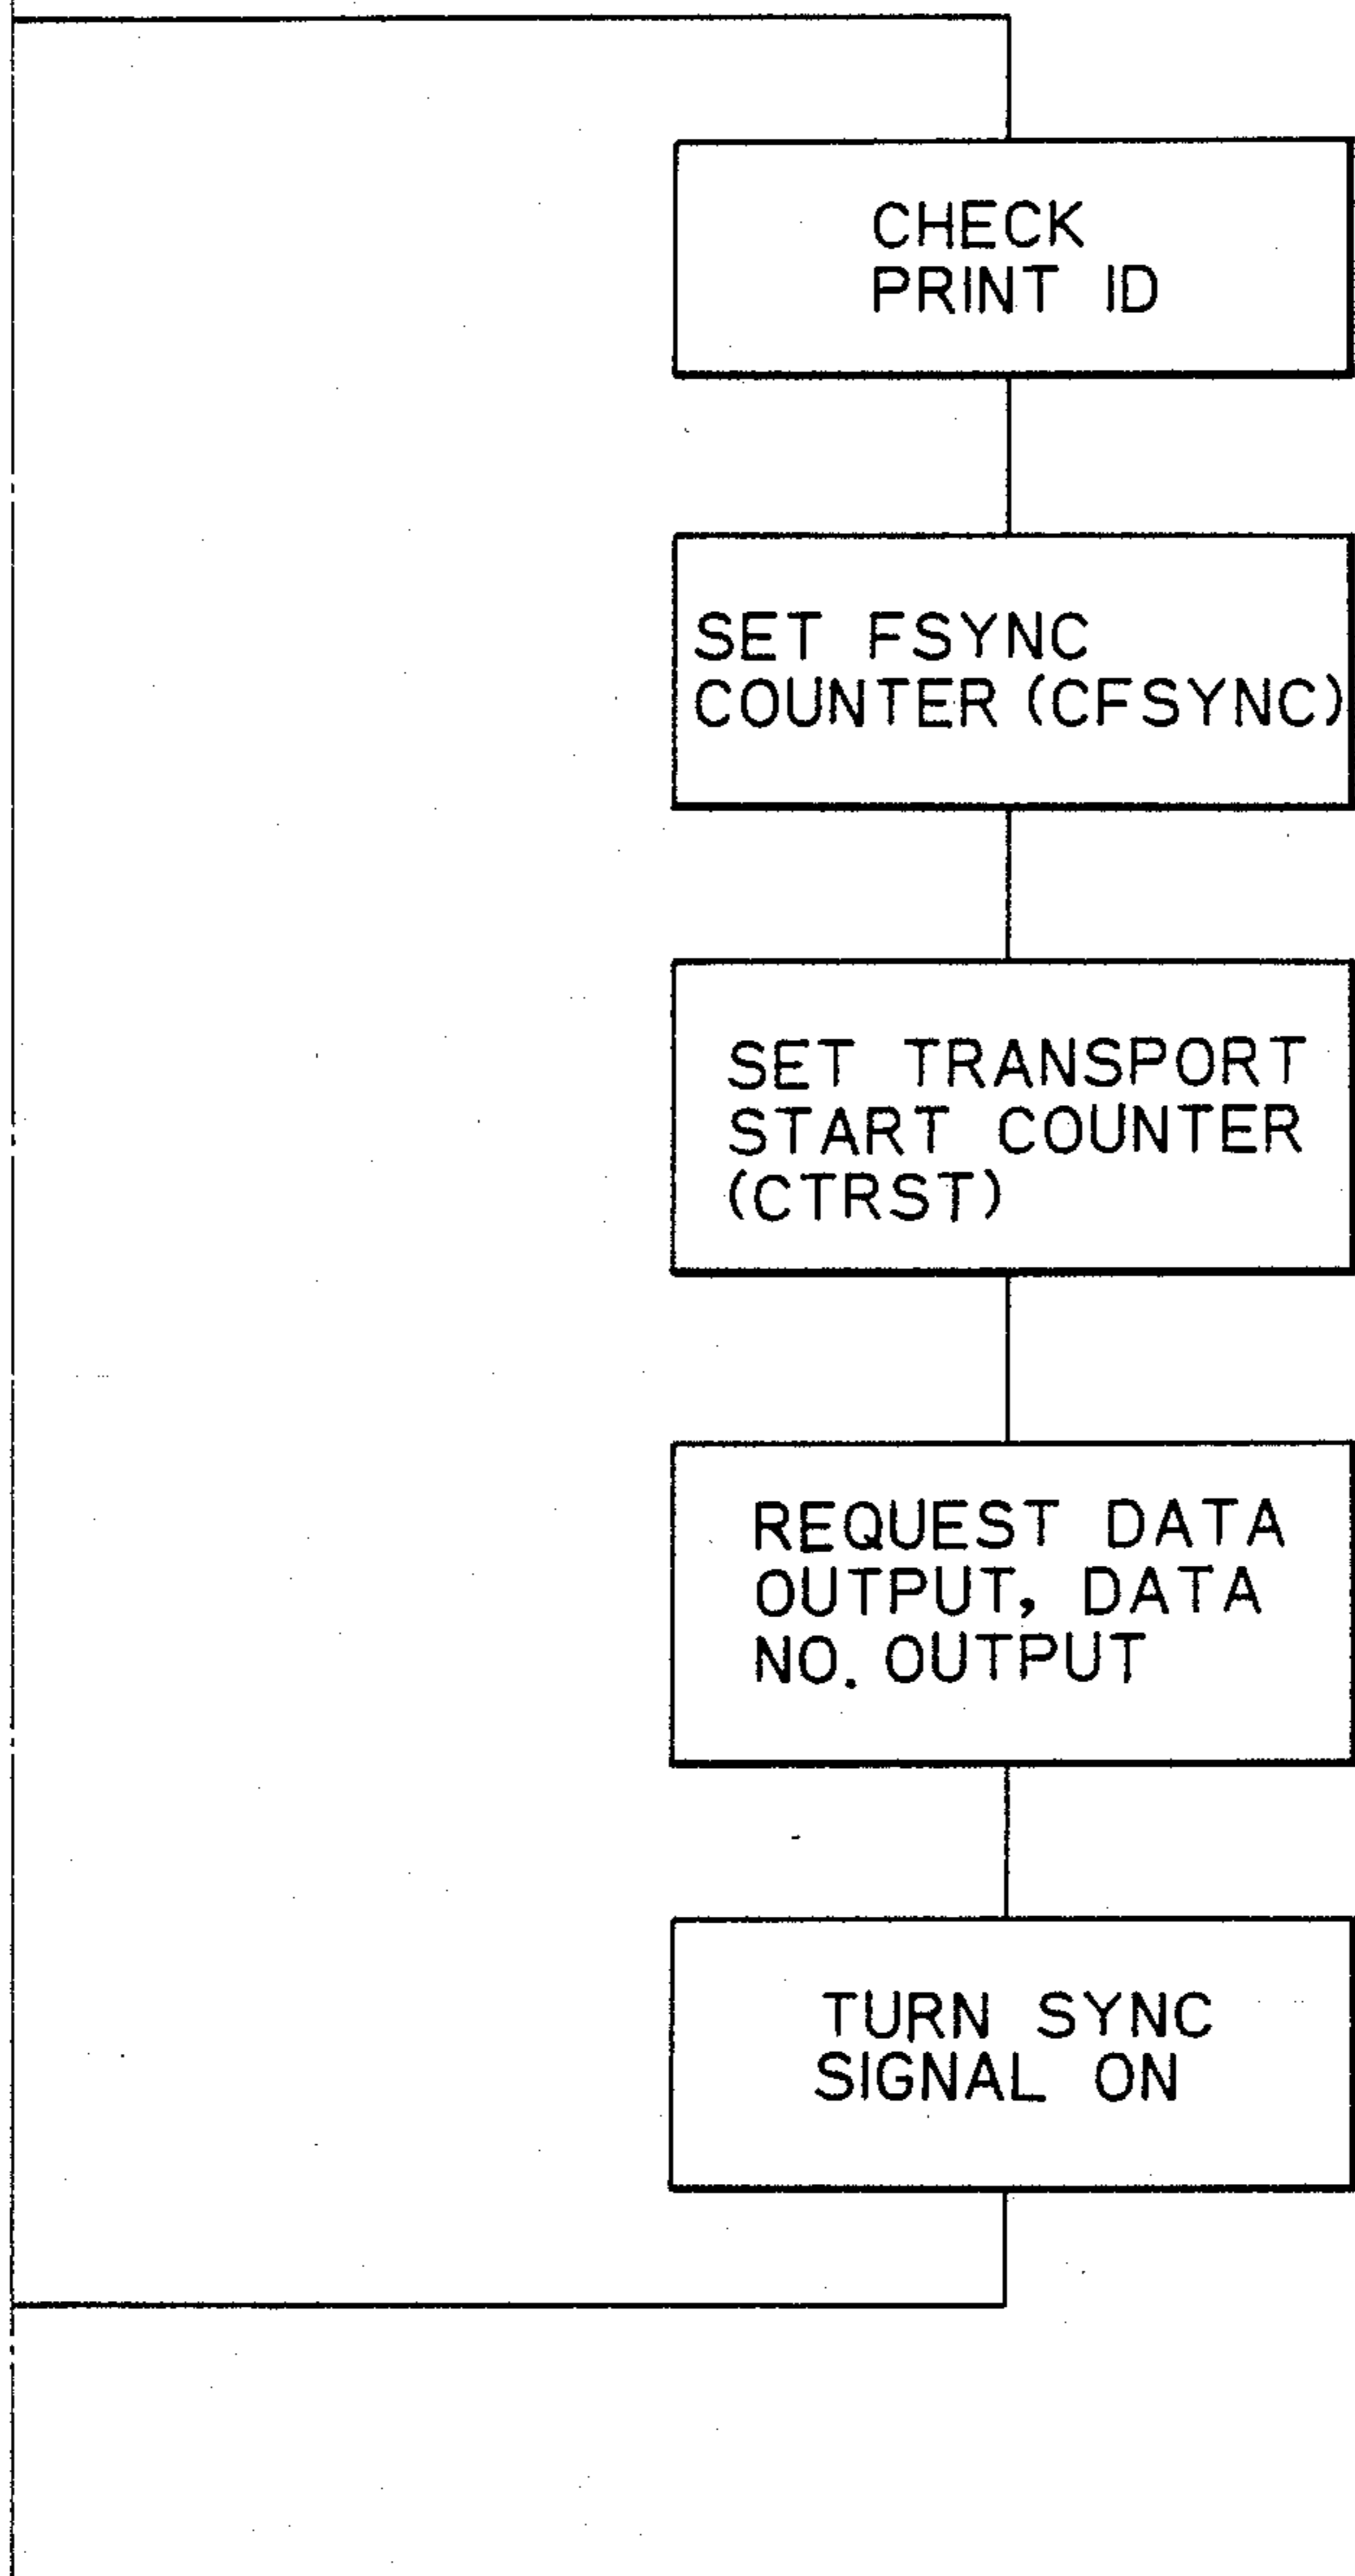 CHECK
PRINT ID
SET FSYNC
COUNTER (CFSYNC)
SET TRANSPORT
START COUNTER
(CTRST)
REQUEST DATA
OUTPUT, DATA
NO. OUTPUT
TURN SYNC
SIGNAL ON